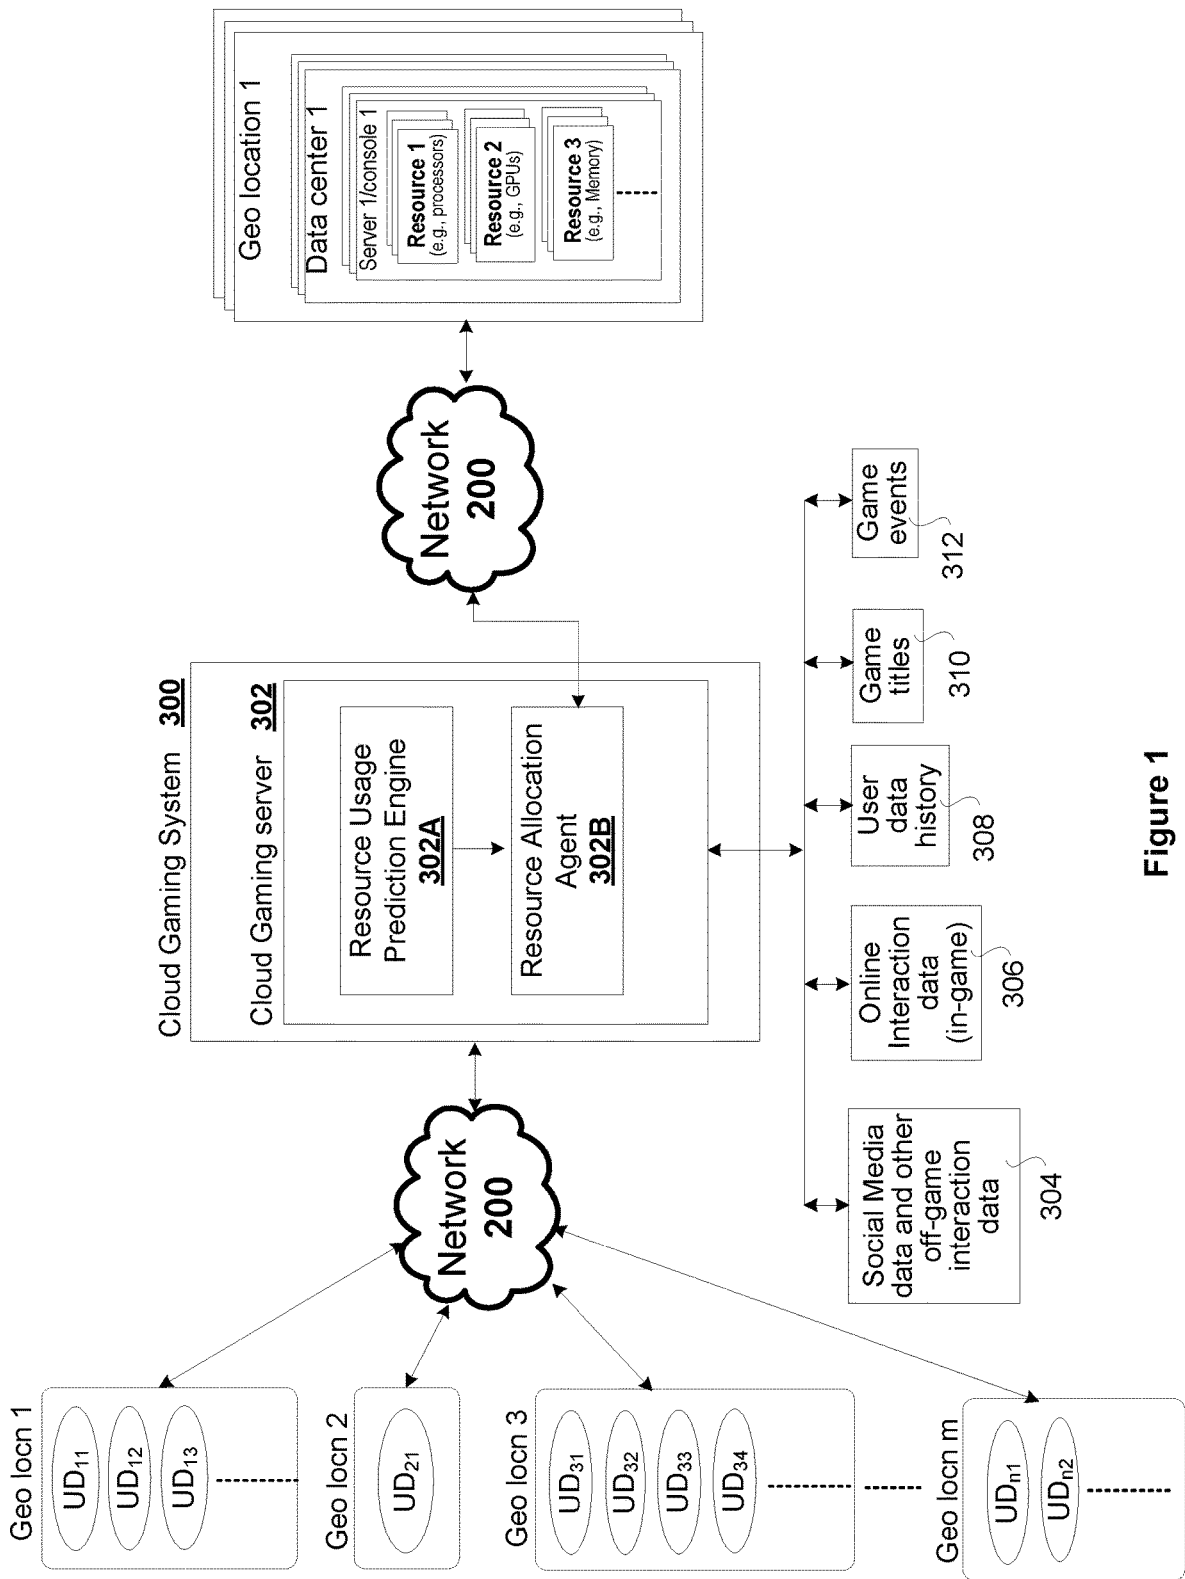 Geo locn 1
UD11
UD12
UD13
Geo locn 2
UD21
Geo locn 3
UD31
UD32
UD33
UD34
Geo locn m
UDn1
UDn2
Network
200
Cloud Gaming System 300
Cloud Gaming server 302
Resource Usage
Prediction Engine
302A
Resource Allocation
Agent
302B
Network
200
Geo location 1
Data center 1
Server 1/console 1
Resource 1
(e.g., processors)
Resource 2
(e.g., GPUs)
Resource 3
(e.g., Memory)
Social Media
data and other
off-game
interaction
data
304
Online
Interaction
data
(in-game)
306
User
data
history
308
Game
titles
310
Game
events
312
Figure 1